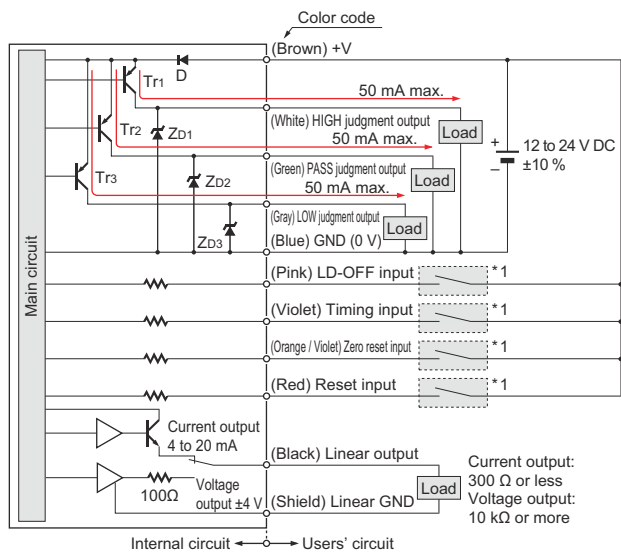 Color code
(Brown) +V
D
Tr1
50 mA max.
(White) HIGH judgment output
Load
Tr2
ZD1
50 mA max.
12 to 24 V DC
±10 %
+
–
(Green) PASS judgment output
Load
Tr3
ZD2
50 mA max.
(Gray) LOW judgment output
Load
ZD3
(Blue) GND (0 V)
Main circuit
(Pink) LD-OFF input
*1
(Violet) Timing input
*1
(Orange / Violet) Zero reset input
*1
(Red) Reset input
*1
Current output
4 to 20 mA
(Black) Linear output
Current output:
300 Ω or less
Voltage output:
10 kΩ or more
Load
100Ω
Voltage
output ±4 V
(Shield) Linear GND
Internal circuit
Users' circuit